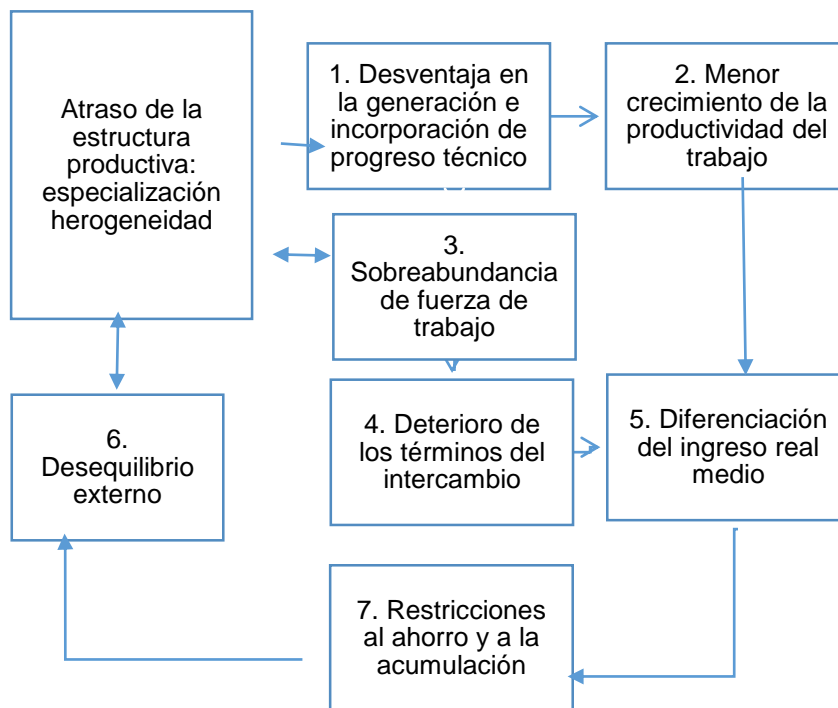 Atraso de la
estructura
productiva:
especialización
herogeneidad
1. Desventaja en
la generación e
incorporación de
progreso técnico
2. Menor
crecimiento de la
productividad del
trabajo
3.
Sobreabundancia
de fuerza de
trabajo
4. Deterioro de
los términos del
intercambio
5. Diferenciación
del ingreso real
medio
6.
Desequilibrio
externo
7. Restricciones
al ahorro y a la
acumulación